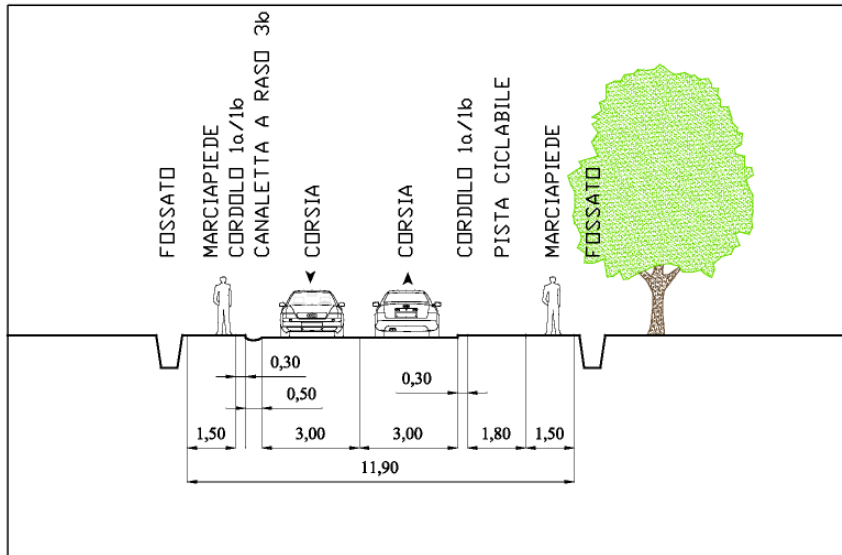 FOSSATO
MARCIAPIEDE
CORDOLO 1a/1b
CANALETTA A RASO 3b
CORSIA
CORSIA
CORDOLO 1a/1b
PISTA CICLABILE
MARCIAPIEDE
FOSSATO
0,30
0,50
0,30
1,50
3,00
3,00
1,80
1,50
11,90